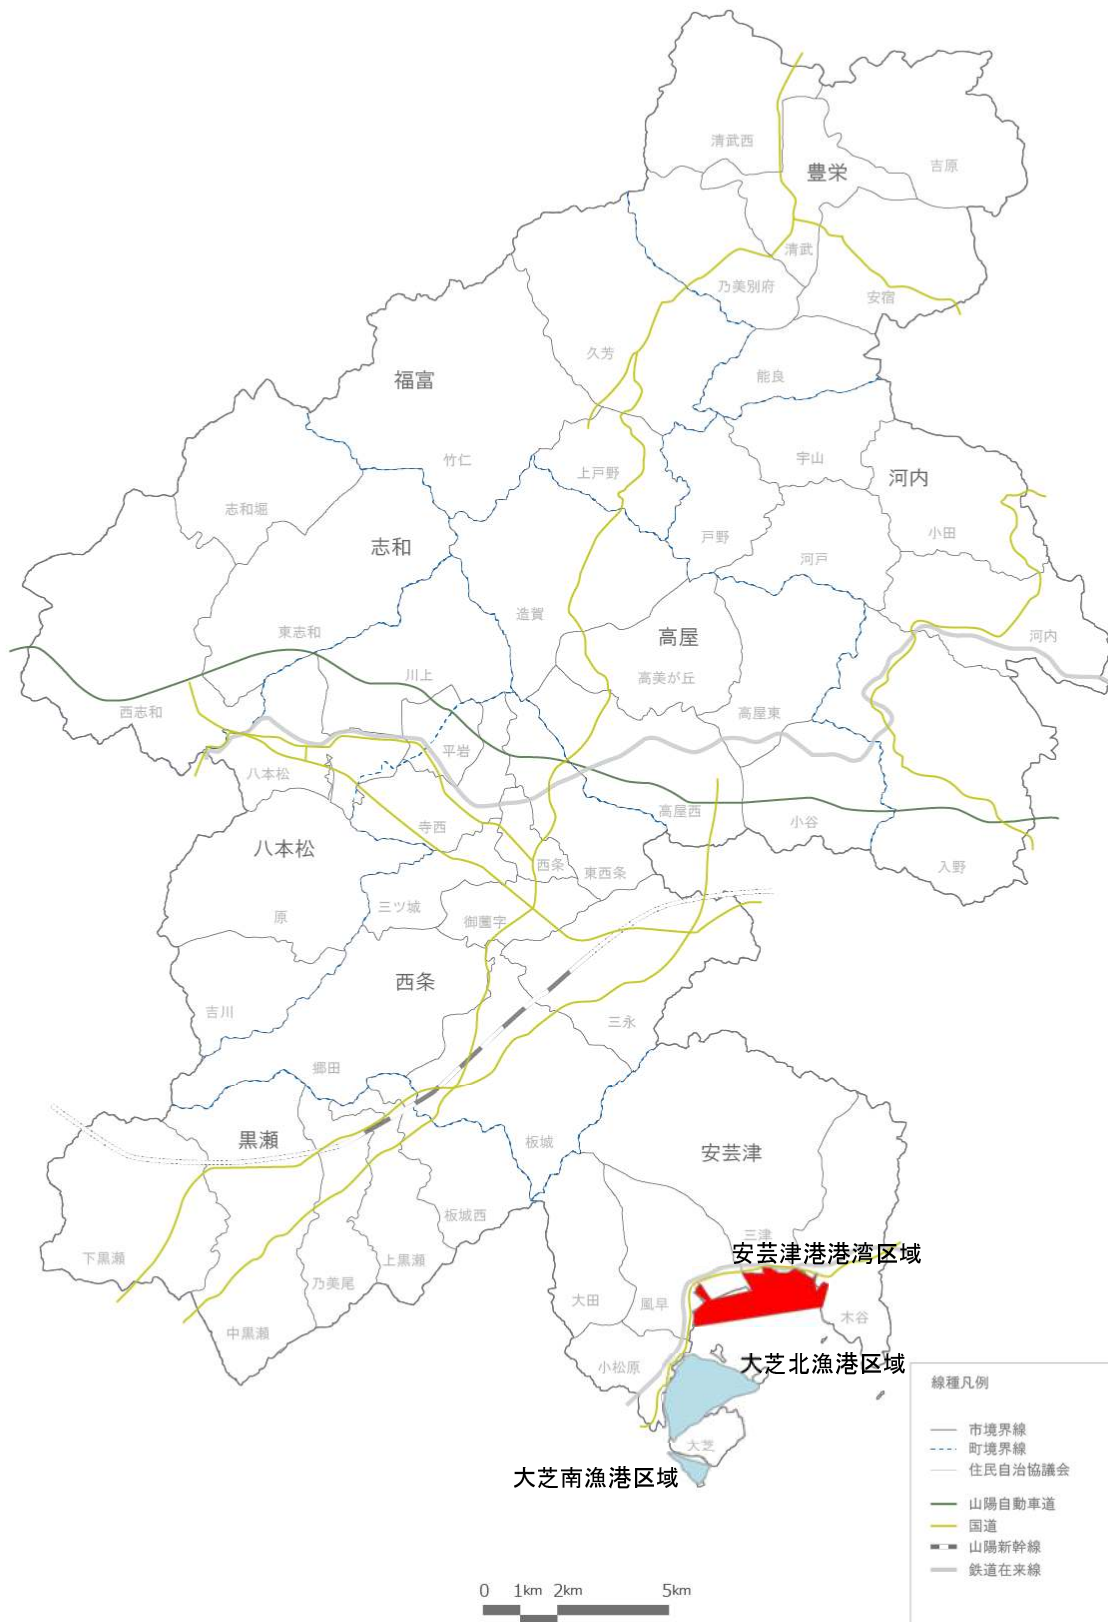 清武西
豊栄
吉原
清武
乃美別府
安宿
久芳
福富
能良
竹仁
上戸野
宇山
河内
志和堀
小田
志和
戸野
河戸
造賀
東志和
高屋
河内
川上
高美が丘
西志和
高屋東
平岩
八本松
寺西
高屋西
小谷
八本松
西条
東西条
入野
原
三ツ城
御薗宇
西条
吉川
三永
郷田
黒瀬
板城
安芸津
板城西
三津
下黒瀬
上黒瀬
安芸津港港湾区域
乃美尾
大田
風早
木谷
中黒瀬
小松原
大芝北漁港区域
大芝
大芝南漁港区域
線種凡例
市境界線
町境界線
住民自治協議会
山陽自動車道
国道
山陽新幹線
鉄道在来線
0 1km 2km 5km